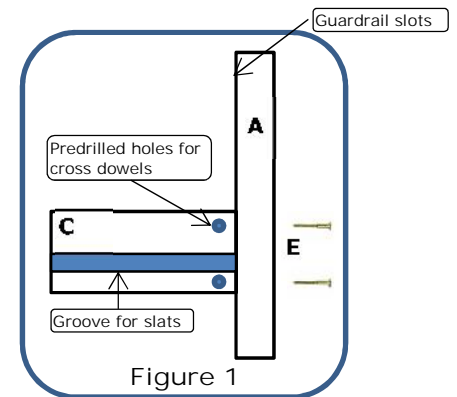 Guardrail slots
A
Predrilled holes for
cross dowels
C
E
Groove for slats
Figure 1